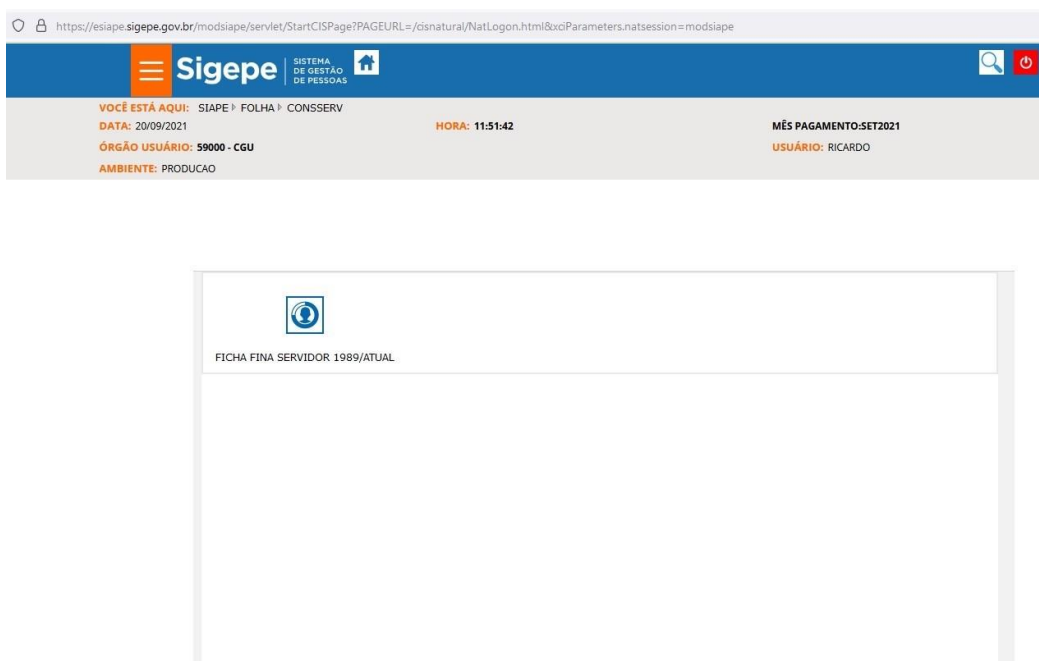 https://esiape.sigepe.gov.br/modsiape/servlet/StartCISPage?PAGEURL=/cisnatural/NatLogon.html&xciParameters.natsession=modsiape
Sigepe
SISTEMA
DE GESTÃO
DE PESSOAS
VOCÊ ESTÁ AQUI: SIAPE FOLHA CONSSERV
DATA: 20/09/2021 HORA: 11:51:42 MÊS PAGAMENTO:SET2021
ÓRGÃO USUÁRIO: 59000 - CGU USUÁRIO: RICARDO
AMBIENTE: PRODUCAO
FICHA FINA SERVIDOR 1989/ATUAL